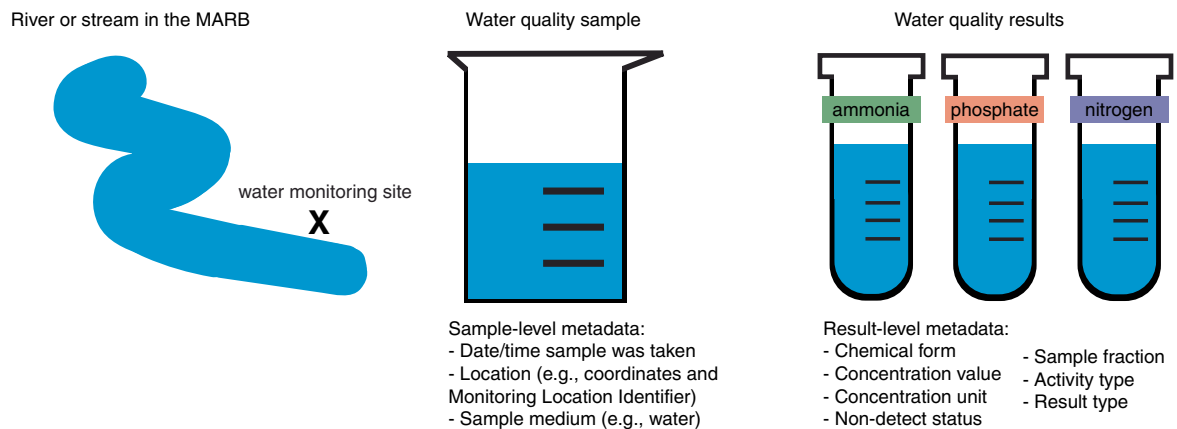 River or stream in the MARB
water monitoring site
X
Water quality sample
Sample-level metadata:
- Date/time sample was taken
- Location (e.g., coordinates and
Monitoring Location Identifier)
- Sample medium (e.g., water)
Water quality results
ammonia
phosphate
nitrogen
Result-level metadata:
- Chemical form
- Concentration value
- Concentration unit
- Non-detect status
- Sample fraction
- Activity type
- Result type